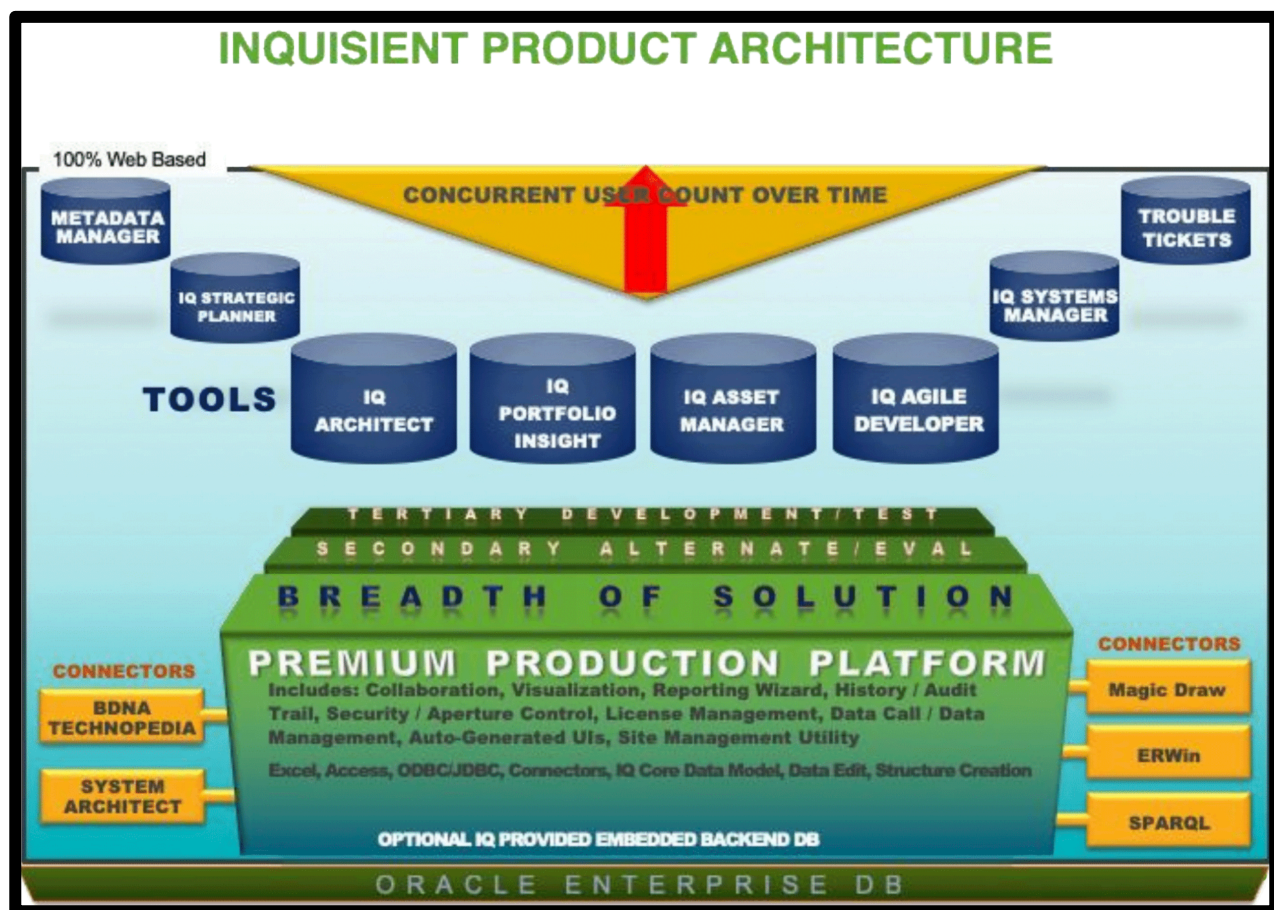 INQUISIENT PRODUCT ARCHITECTURE
100% Web Based
CONCURRENT USER COUNT OVER TIME
METADATA
MANAGER
TROUBLE
TICKETS
IQ STRATEGIC
PLANNER
IQ SYSTEMS
MANAGER
TOOLS
IQ
ARCHITECT
IQ
PORTFOLIO
INSIGHT
IQ ASSET
MANAGER
IQ AGILE
DEVELOPER
TERTIARY DEVELOPMENT/TEST
SECONDARY ALTERNATE/EVAL
BREADTH OF SOLUTION
PREMIUM PRODUCTION PLATFORM
Includes: Collaboration, Visualization, Reporting Wizard, History / Audit
Trail, Security / Aperture Control, License Management, Data Call / Data
Management, Auto-Generated UIs, Site Management Utility
Excel, Access, ODBC/JDBC, Connectors, IQ Core Data Model, Data Edit, Structure Creation
OPTIONAL IQ PROVIDED EMBEDDED BACKEND DB
CONNECTORS
BDNA
TECHNOPEDIA
SYSTEM
ARCHITECT
CONNECTORS
Magic Draw
ERWin
SPARQL
ORACLE ENTERPRISE DB